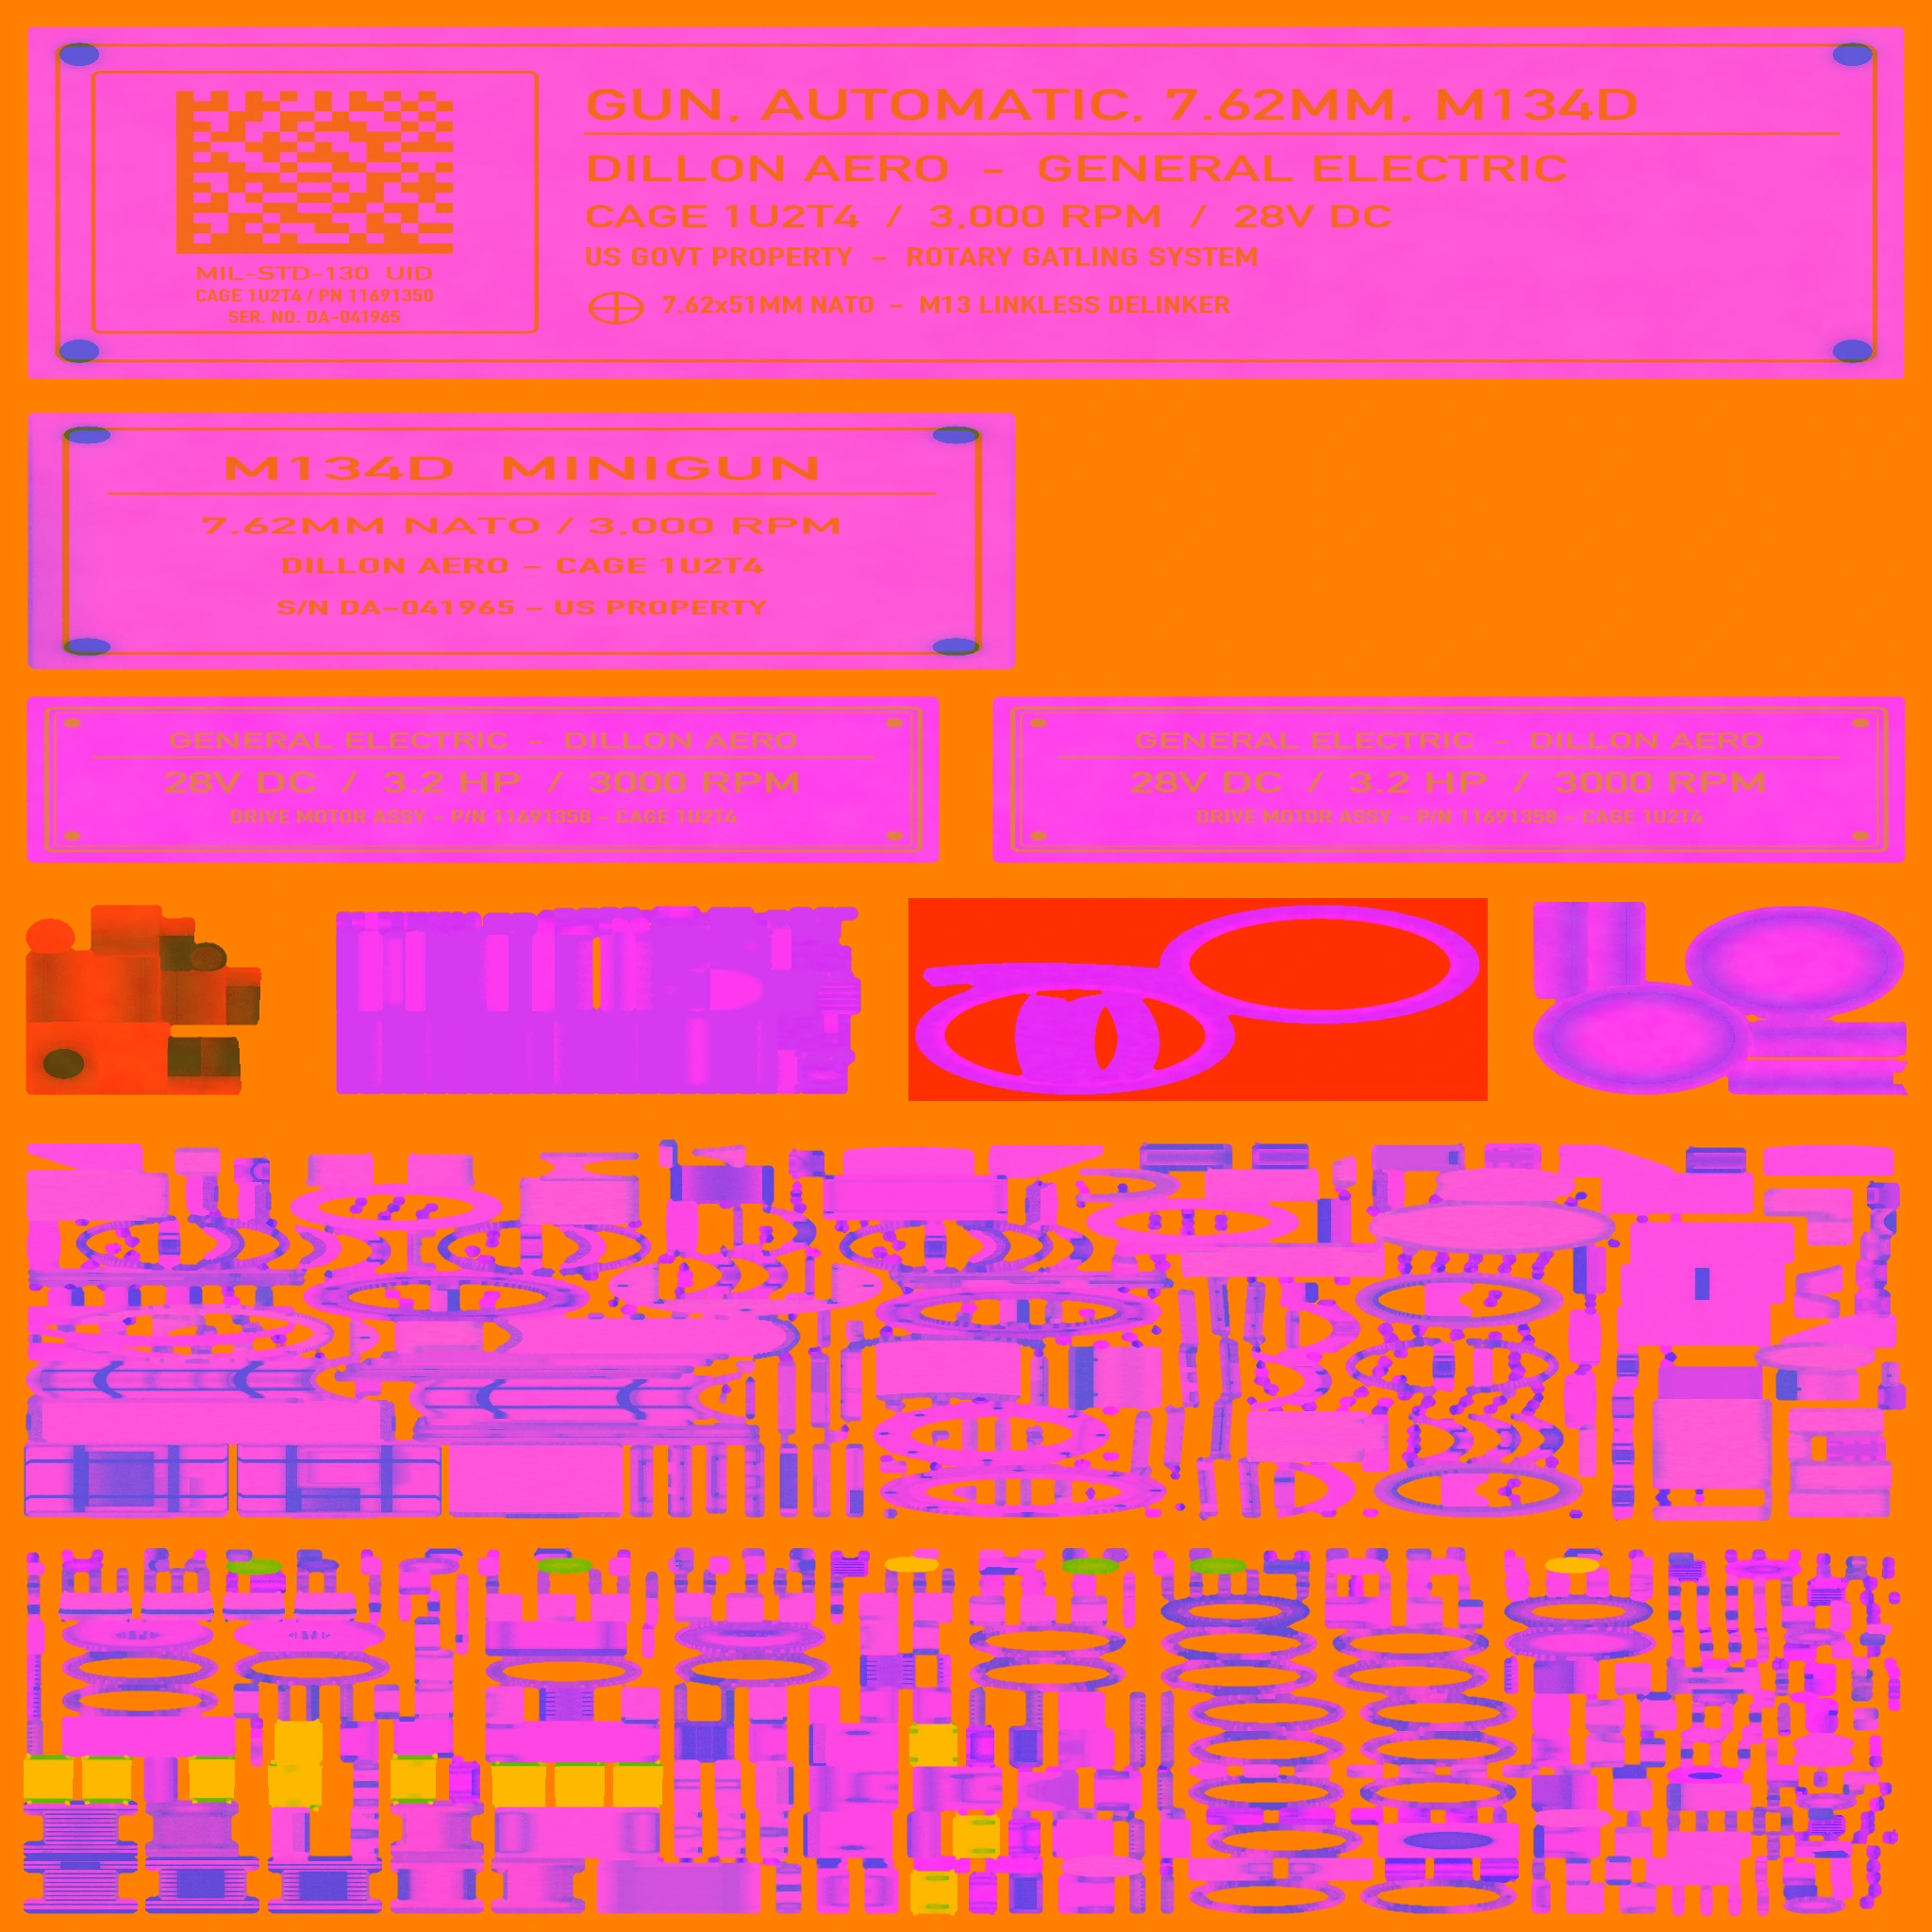 GUN, AUTOMATIC, 7.62MM, M134D
DILLON AERO - GENERAL ELECTRIC
CAGE 1U2T4 / 3,000 RPM / 28V DC
US GOVT PROPERTY - ROTARY GATLING SYSTEM
7.62x51MM NATO - M13 LINKLESS DELINKER
MIL-STD-130 UID
CAGE 1U2T4 / PN 11691350
SER. NO. DA-041965
M134D MINIGUN
7.62MM NATO / 3,000 RPM
DILLON AERO - CAGE 1U2T4
S/N DA-041965 - US PROPERTY
GENERAL ELECTRIC - DILLON AERO
28V DC / 3.2 HP / 3000 RPM
DRIVE MOTOR ASSY - P/N 11691358 - CAGE 1U2T4
GENERAL ELECTRIC - DILLON AERO
28V DC / 3.2 HP / 3000 RPM
DRIVE MOTOR ASSY - P/N 11691358 - CAGE 1U2T4